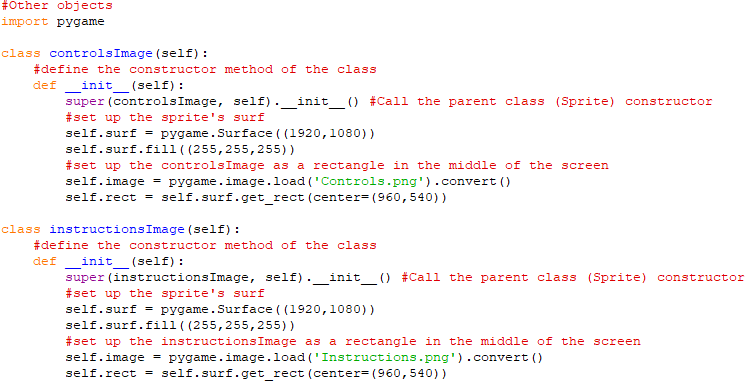 #Other objects
import pygame

class controlsImage(self):
    #define the constructor method of the class
    def __init__(self):
        super(controlsImage, self).__init__() #Call the parent class (Sprite) constructor
        #set up the sprite's surf
        self.surf = pygame.Surface((1920,1080))
        self.surf.fill((255,255,255))
        #set up the controlsImage as a rectangle in the middle of the screen
        self.image = pygame.image.load('Controls.png').convert()
        self.rect = self.surf.get_rect(center=(960,540))

class instructionsImage(self):
    #define the constructor method of the class
    def __init__(self):
        super(instructionsImage, self).__init__() #Call the parent class (Sprite) constructor
        #set up the sprite's surf
        self.surf = pygame.Surface((1920,1080))
        self.surf.fill((255,255,255))
        #set up the instructionsImage as a rectangle in the middle of the screen
        self.image = pygame.image.load('Instructions.png').convert()
        self.rect = self.surf.get_rect(center=(960,540))